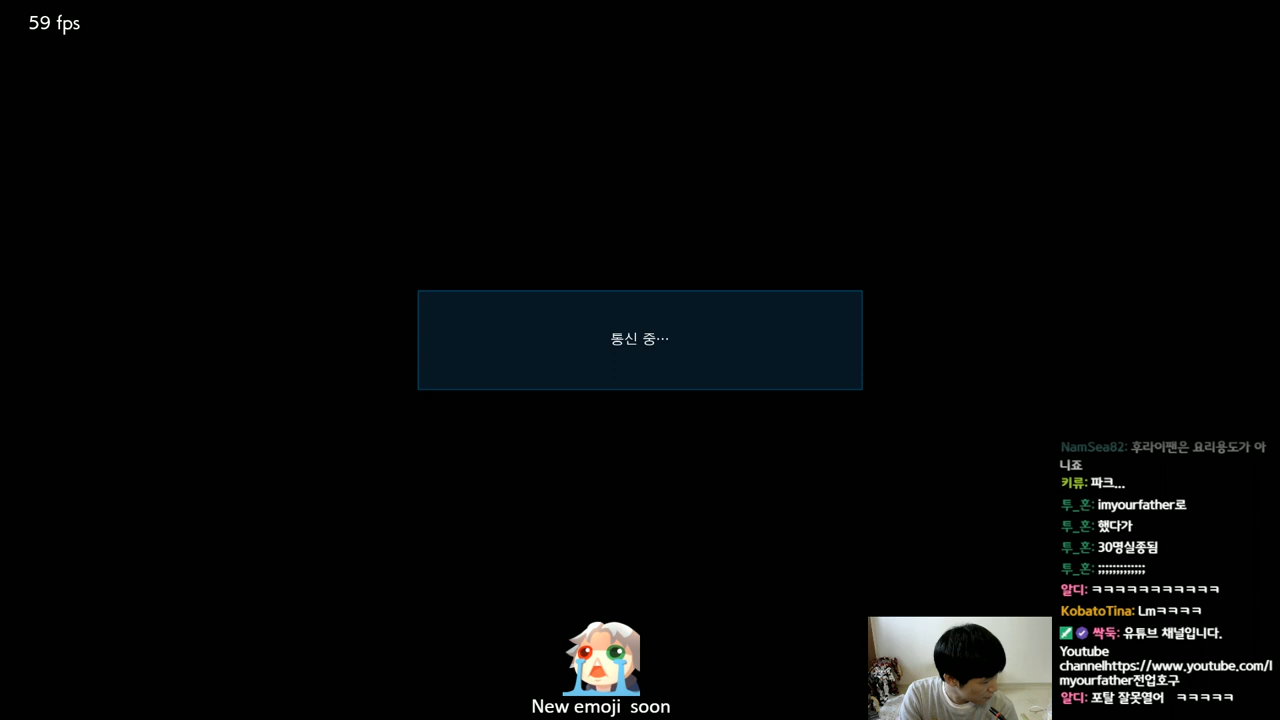 59 fps
통신 중…
NamSea82: 후라이팬은 요리용도가 아
니죠
키류: 파크...
투_혼: imyourfather로
투_혼: 했다가
투_혼: 30명실종됨
투_혼: ;;;;;;;;;;;;;
알디: ㅋㅋㅋㅋㅋㅋㅋㅋㅋㅋㅋ
KobatoTina: Lmㅋㅋㅋㅋ
싹둑: 유튜브 채널입니다.
Youtube
channelhttps://www.youtube.com/I
myourfather전업호구
알디: 포탈 잘못열어 ㅋㅋㅋㅋㅋ
New emoji soon